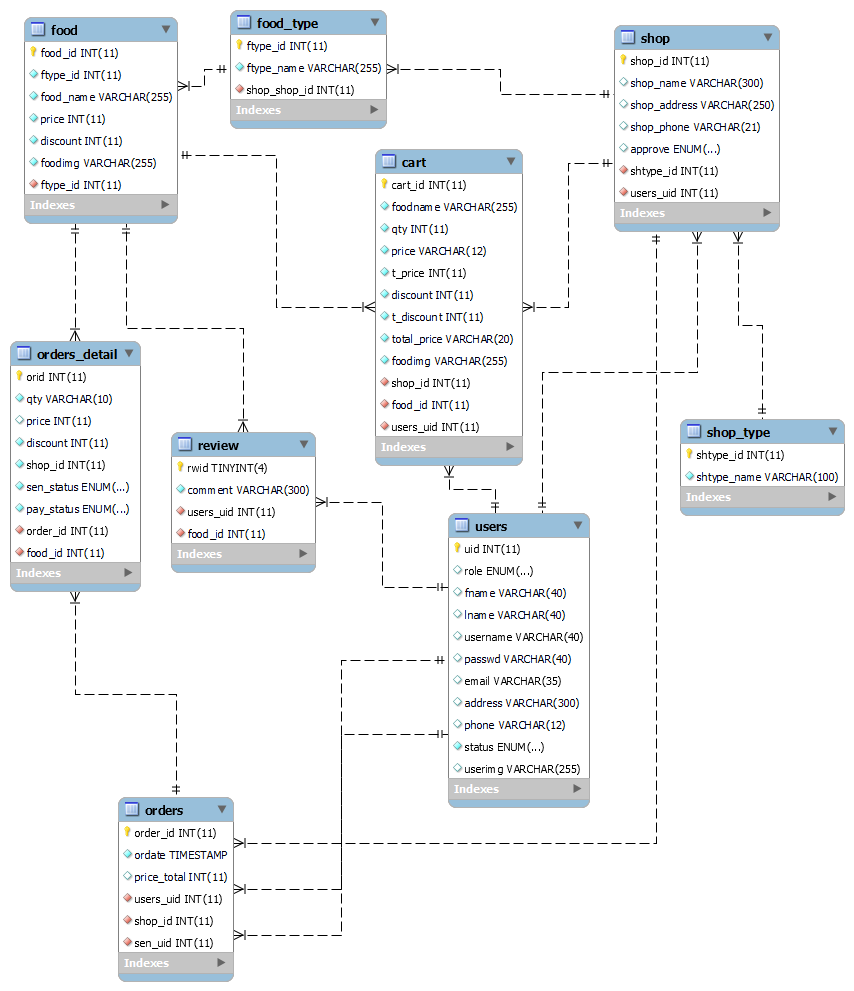 food
food_id INT(11)
ftype_id INT(11)
food_name VARCHAR(255)
price INT(11)
discount INT(11)
foodimg VARCHAR(255)
ftype_id INT(11)
Indexes
food_type
ftype_id INT(11)
ftype_name VARCHAR(255)
shop_shop_id INT(11)
Indexes
shop
shop_id INT(11)
shop_name VARCHAR(300)
shop_address VARCHAR(250)
shop_phone VARCHAR(21)
approve ENUM(...)
shtype_id INT(11)
users_uid INT(11)
Indexes
cart
cart_id INT(11)
foodname VARCHAR(255)
qty INT(11)
price VARCHAR(12)
t_price INT(11)
discount INT(11)
t_discount INT(11)
total_price VARCHAR(20)
foodimg VARCHAR(255)
shop_id INT(11)
food_id INT(11)
users_uid INT(11)
Indexes
orders_detail
orid INT(11)
qty VARCHAR(10)
price INT(11)
discount INT(11)
shop_id INT(11)
sen_status ENUM(...)
pay_status ENUM(...)
order_id INT(11)
food_id INT(11)
Indexes
review
rwid TINYINT(4)
comment VARCHAR(300)
users_uid INT(11)
food_id INT(11)
Indexes
shop_type
shtype_id INT(11)
shtype_name VARCHAR(100)
Indexes
users
uid INT(11)
role ENUM(...)
fname VARCHAR(40)
lname VARCHAR(40)
username VARCHAR(40)
passwd VARCHAR(40)
email VARCHAR(35)
address VARCHAR(300)
phone VARCHAR(12)
status ENUM(...)
userimg VARCHAR(255)
Indexes
orders
order_id INT(11)
ordate TIMESTAMP
price_total INT(11)
users_uid INT(11)
shop_id INT(11)
sen_uid INT(11)
Indexes